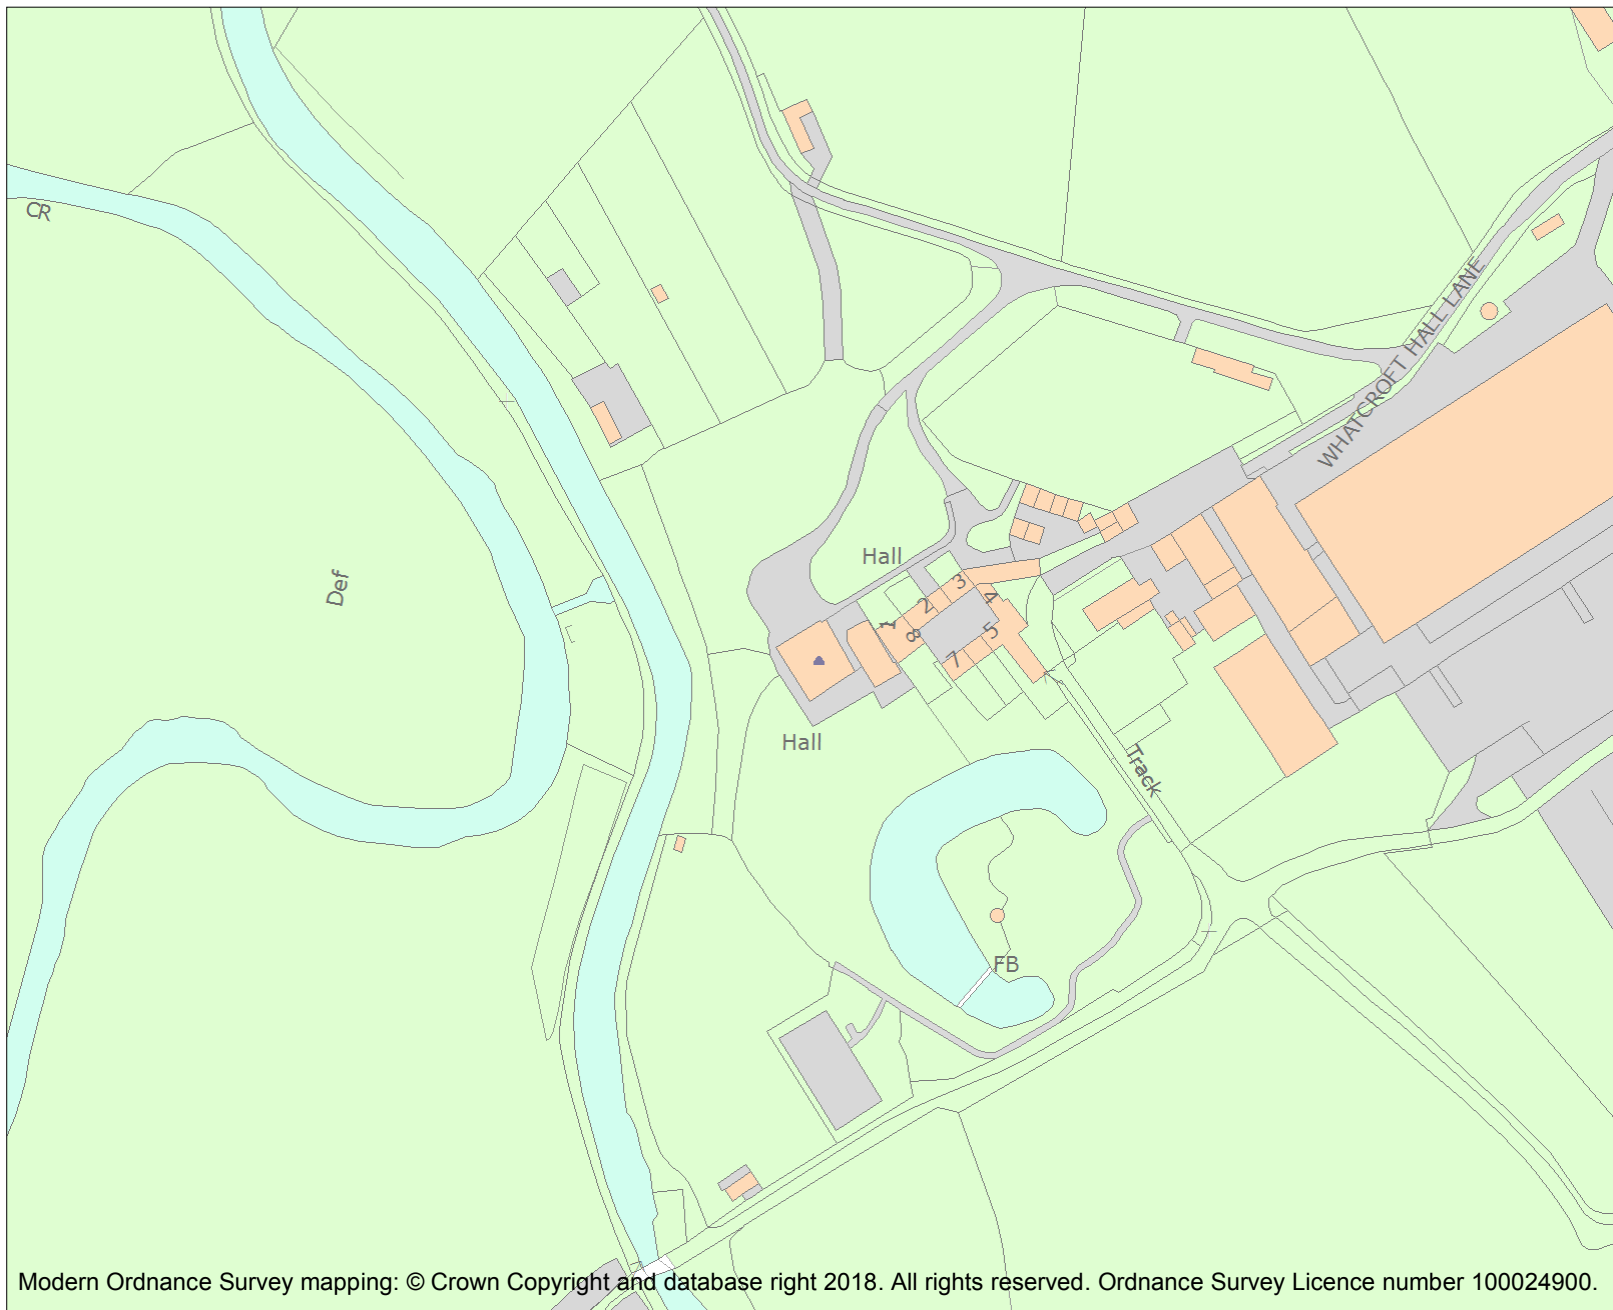 CR
WHATCROFT HALL LANE
Hall
Def
3
2
4
1
8
5
7
Hall
Track
FB
Modern Ordnance Survey mapping: © Crown Copyright and database right 2018. All rights reserved. Ordnance Survey Licence number 100024900.